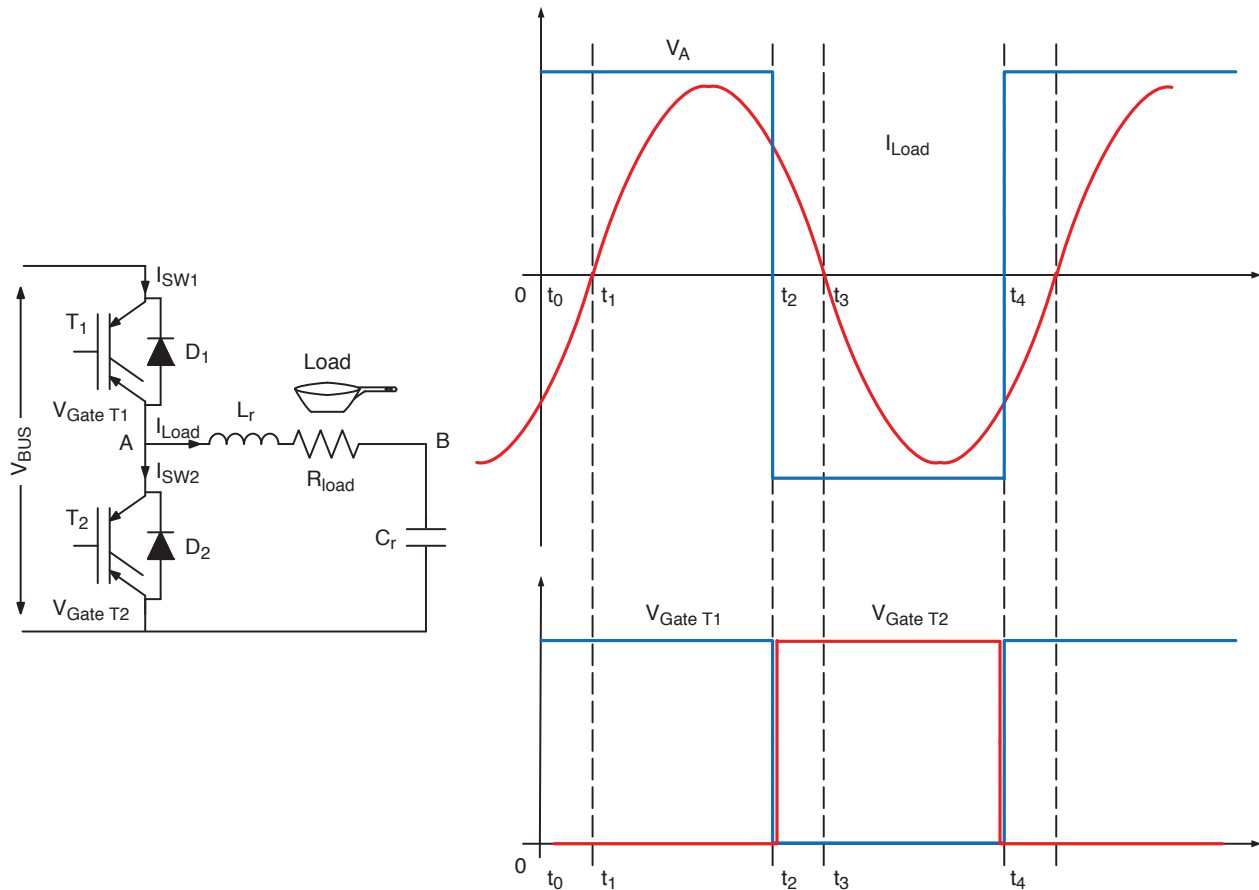 V_BUS
I_SW1
T_1
D_1
V_Gate T1
A
I_Load
L_r
Load
R_load
B
C_r
I_SW2
T_2
D_2
V_Gate T2
V_A
I_Load
0 t_0 t_1 t_2 t_3 t_4
V_Gate T1 V_Gate T2
0 t_0 t_1 t_2 t_3 t_4